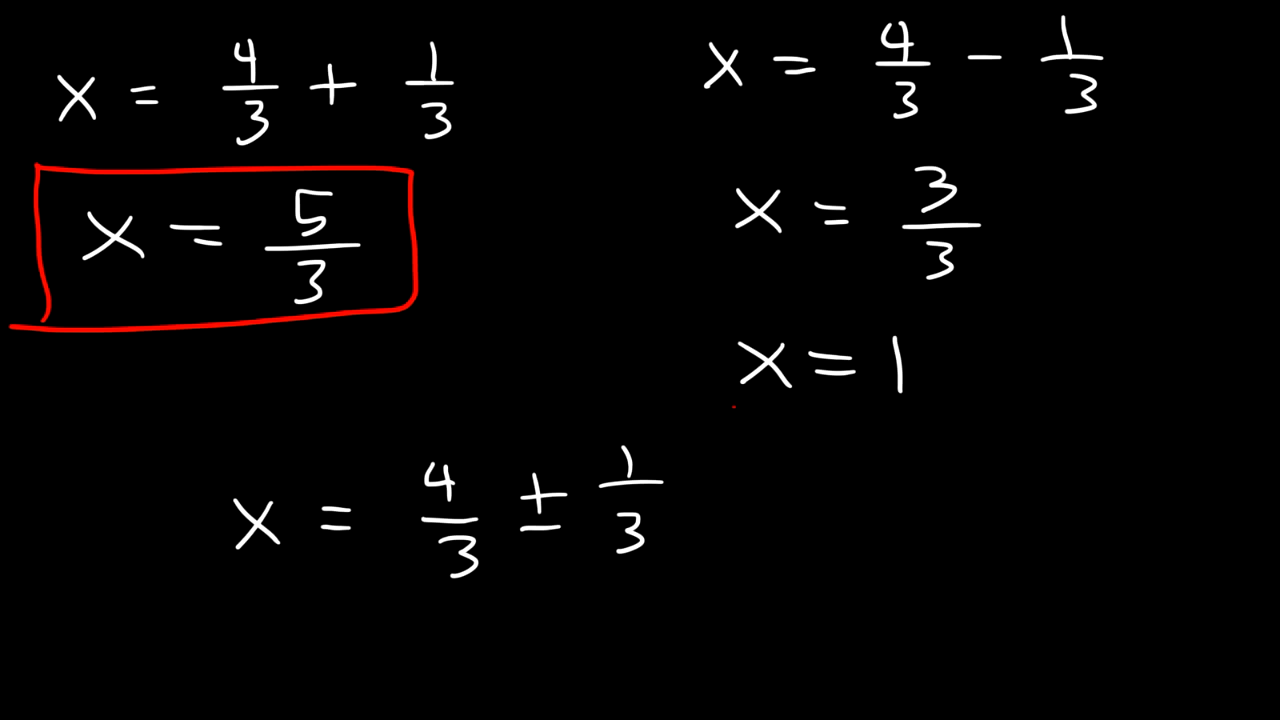 x = 4/3 + 1/3
x = 5/3
x = 4/3 - 1/3
x = 3/3
x = 1
x = 4/3 ± 1/3